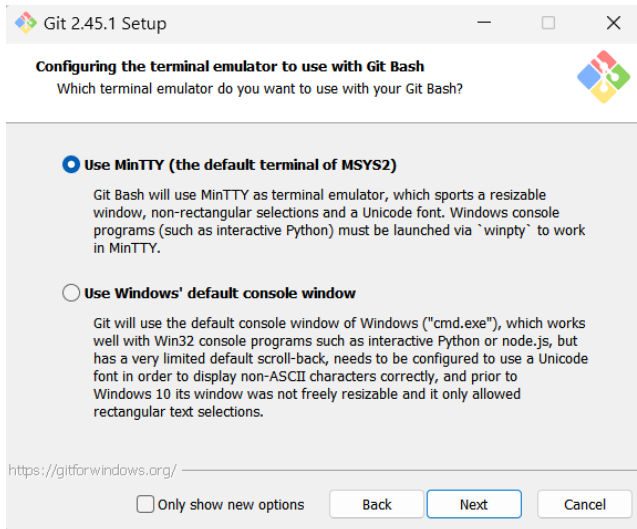 Git 2.45.1 Setup
Configuring the terminal emulator to use with Git Bash
Which terminal emulator do you want to use with your Git Bash?
Use MinTTY (the default terminal of MSYS2)
Git Bash will use MinTTY as terminal emulator, which sports a resizable
window, non-rectangular selections and a Unicode font. Windows console
programs (such as interactive Python) must be launched via `winpty` to work
in MinTTY.
Use Windows' default console window
Git will use the default console window of Windows ("cmd.exe"), which works
well with Win32 console programs such as interactive Python or node.js, but
has a very limited default scroll-back, needs to be configured to use a Unicode
font in order to display non-ASCII characters correctly, and prior to
Windows 10 its window was not freely resizable and it only allowed
rectangular text selections.
https://gitforwindows.org/
Only show new options Back Next Cancel